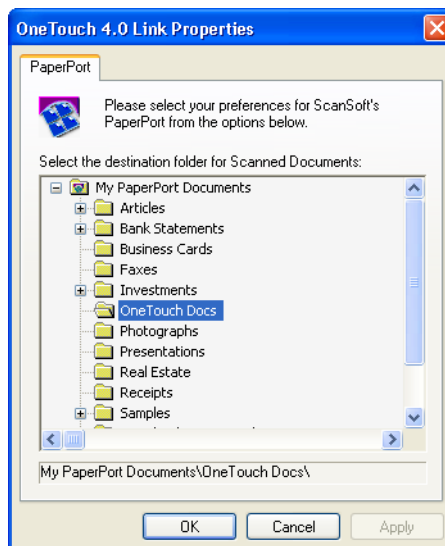 OneTouch 4.0 Link Properties
PaperPort
Please select your preferences for ScanSoft's
PaperPort from the options below.
Select the destination folder for Scanned Documents:
My PaperPort Documents
Articles
Bank Statements
Business Cards
Faxes
Investments
OneTouch Docs
Photographs
Presentations
Real Estate
Receipts
Samples
My PaperPort Documents\OneTouch Docs\
OK Cancel Apply